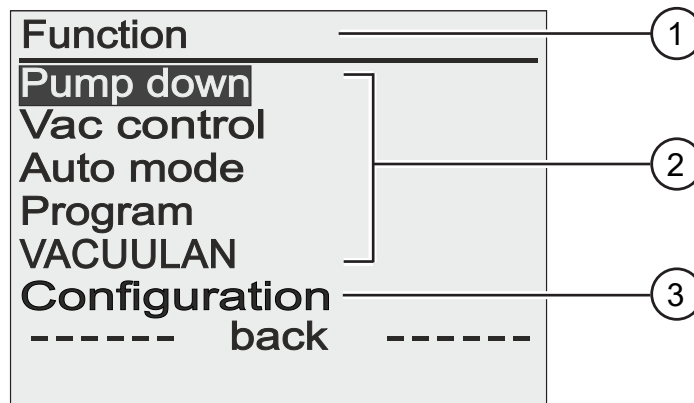 Function
Pump down
Vac control
Auto mode
Program
VACUULAN
Configuration
------ back ------
1
2
3